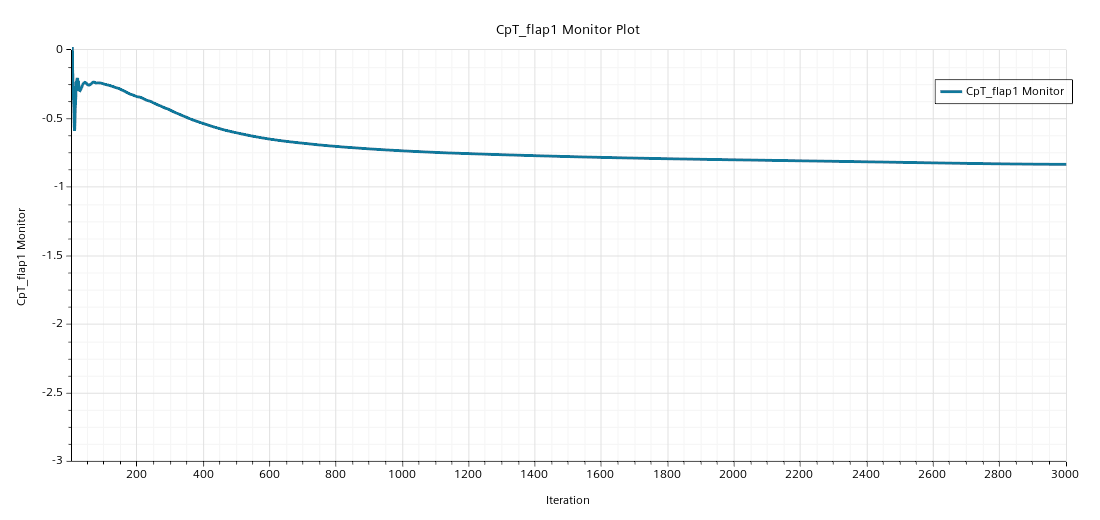 CpT_flap1 Monitor Plot
CpT_flap1 Monitor
0
-0.5
-1
-1.5
-2
-2.5
-3
CpT_flap1 Monitor
200 400 600 800 1000 1200 1400 1600 1800 2000 2200 2400 2600 2800 3000
Iteration